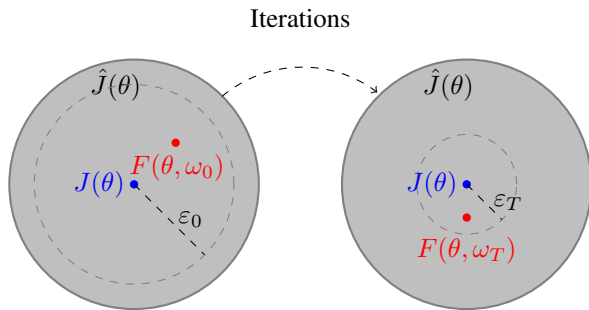 Iterations
Ĵ(θ)
F(θ, ω₀)
J(θ)
ε₀
Ĵ(θ)
J(θ)
ε_T
F(θ, ω_T)